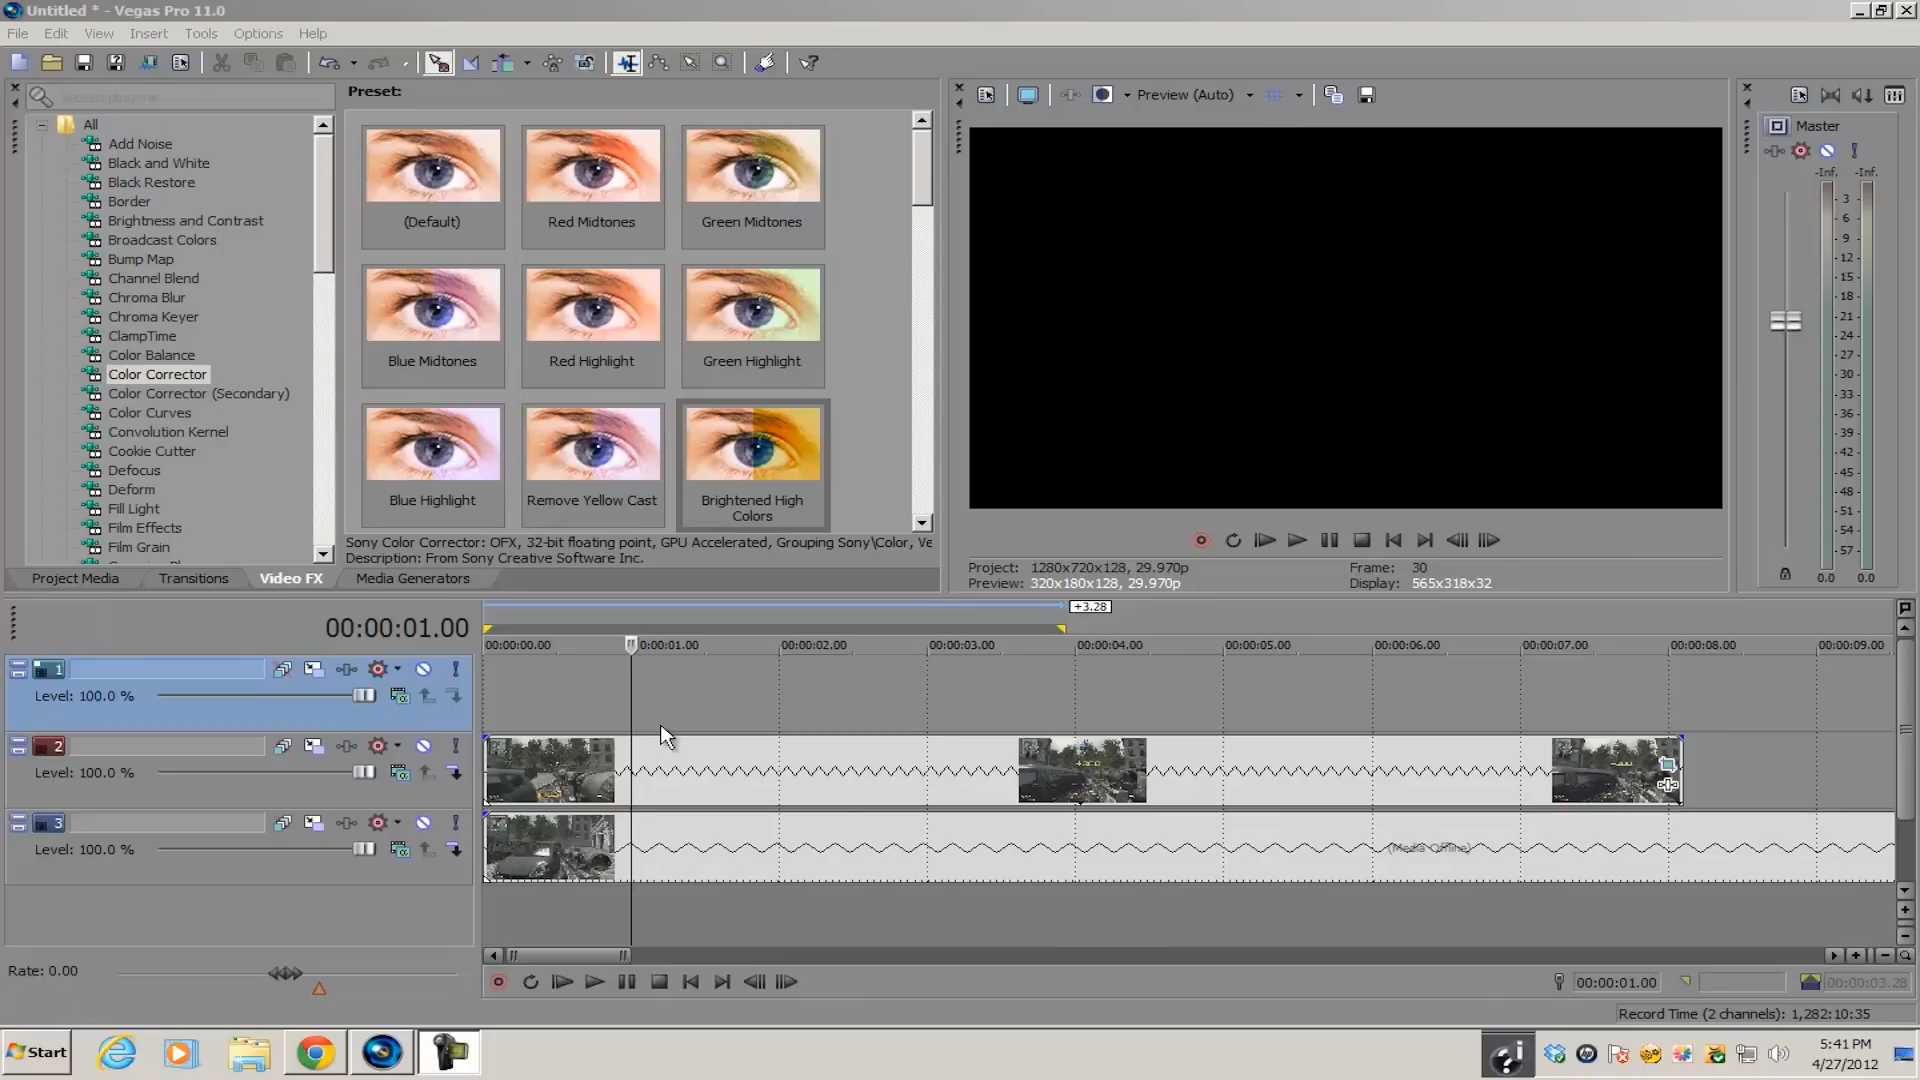 Untitled * - Vegas Pro 11.0
File Edit View Insert Tools Options Help
Preset:
Preview (Auto)
Search plug-ins
All
Add Noise
Black and White
Black Restore
Border
Brightness and Contrast
Broadcast Colors
Bump Map
Channel Blend
Chroma Blur
Chroma Keyer
ClampTime
Color Balance
Color Corrector
Color Corrector (Secondary)
Color Curves
Convolution Kernel
Cookie Cutter
Defocus
Deform
Fill Light
Film Effects
Film Grain
(Default) Red Midtones Green Midtones
Blue Midtones Red Highlight Green Highlight
Blue Highlight Remove Yellow Cast Brightened High
Colors
Sony Color Corrector: OFX, 32-bit floating point, GPU Accelerated, Grouping Sony\Color, Ve
Description: From Sony Creative Software Inc.
Project Media Transitions Video FX Media Generators
Project: 1280x720x128, 29.970p Frame: 30
Preview: 320x180x128, 29.970p Display: 565x318x32
Master
-Inf. -Inf.
3
6
9
12
15
18
21
24
27
30
33
36
39
42
45
48
51
54
57
0.0 0.0
00:00:01.00
+3.28
00:00:00.00 0:00:01.00 00:00:02.00 00:00:03.00 00:00:04.00 00:00:05.00 00:00:06.00 00:00:07.00 00:00:08.00 00:00:09.00
1
Level: 100.0 %
2
Level: 100.0 %
3
Level: 100.0 %
(Media Offline)
Rate: 0.00
00:00:01.00 00:00:03.28
Record Time (2 channels): 1,282:10:35
Start
5:41 PM
4/27/2012